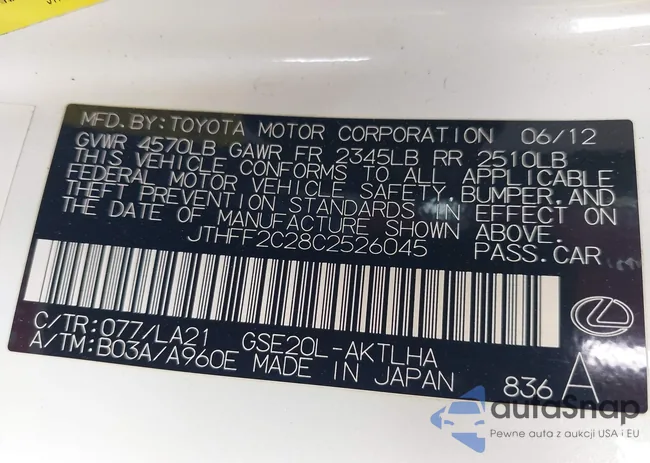 MFD.BY:TOYOTA MOTOR CORPORATION 06/12
GVWR 4570LB GAWR FR 2345LB RR 2510LB
THIS VEHICLE CONFORMS TO ALL APPLICABLE
FEDERAL MOTOR VEHICLE SAFETY,BUMPER,AND
THEFT PREVENTION STANDARDS IN EFFECT ON
THE DATE OF MANUFACTURE SHOWN ABOVE.
JTHFF2C28C2526045 PASS.CAR
C/TR:077/LA21 GSE20L-AKTLHA
A/TM:B03A/A960E MADE IN JAPAN 836 A
autaSnap
Pewne auta z aukcji USA i EU